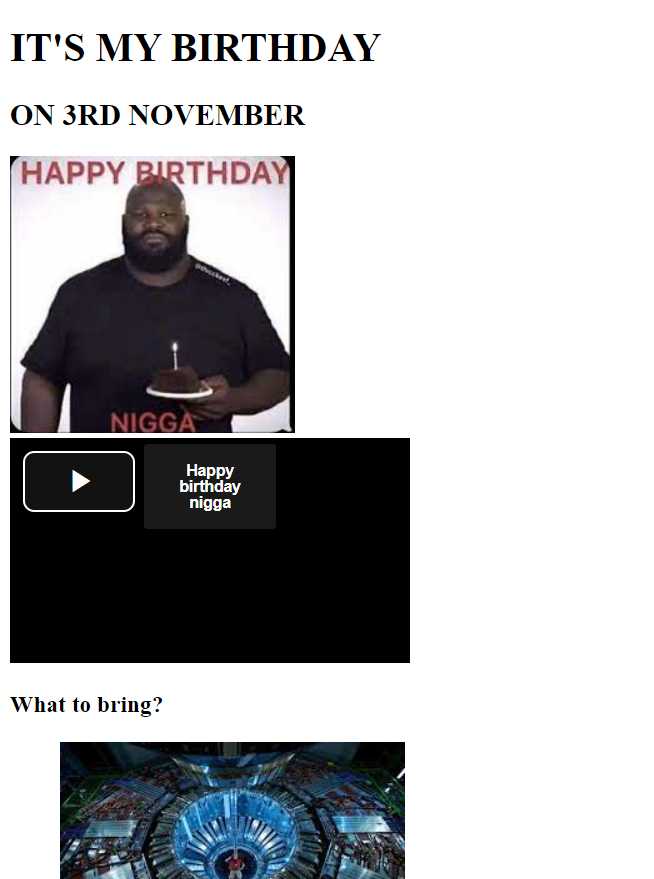 IT'S MY BIRTHDAY
ON 3RD NOVEMBER
HAPPY BIRTHDAY
NIGGA
Happy
birthday
nigga
What to bring?